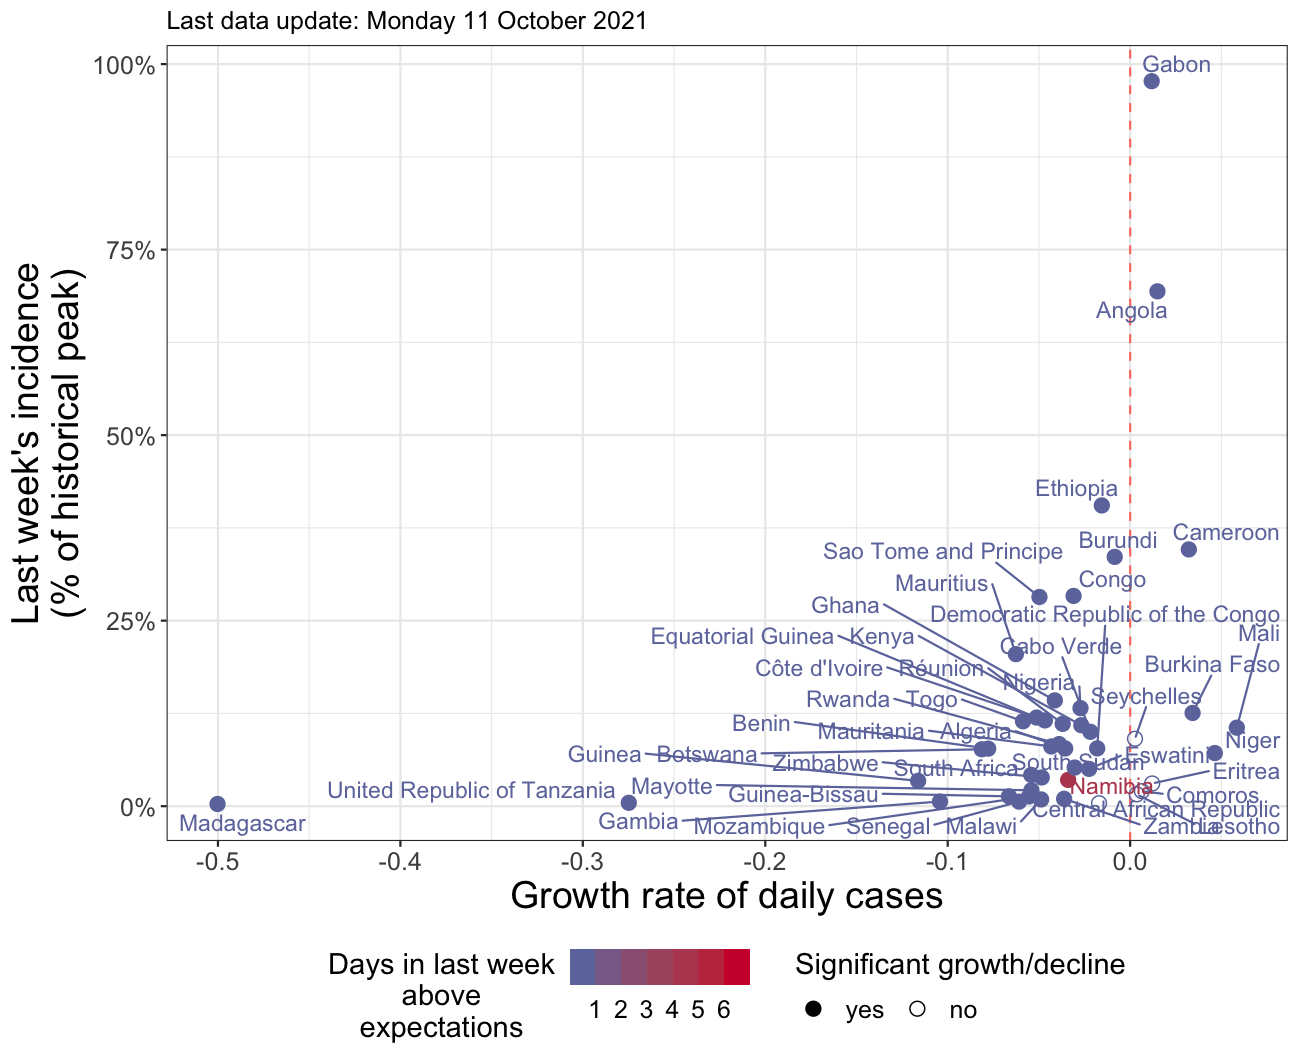 Last data update: Monday 11 October 2021
100%
75%
50%
25%
0%
Last week's incidence
(% of historical peak)
Gabon
Angola
Ethiopia
Cameroon
Burundi
Sao Tome and Principe
Congo
Mauritius
Ghana
Democratic Republic of the Congo
Mali
Equatorial Guinea
Kenya
Cabo Verde
Burkina Faso
Côte d'Ivoire
Réunion
Nigeria
Seychelles
Rwanda
Togo
Benin
Mauritania
Algeria
Niger
Guinea
Botswana
Zimbabwe
South Africa
South Sudan
Eswatini
Eritrea
United Republic of Tanzania
Mayotte
Namibia
Guinea-Bissau
Comoros
Central African Republic
Madagascar
Gambia
Mozambique
Senegal
Malawi
Zambia
Lesotho
-0.5
-0.4
-0.3
-0.2
-0.1
0.0
Growth rate of daily cases
Days in last week
above
expectations
1 2 3 4 5 6
Significant growth/decline
yes
no